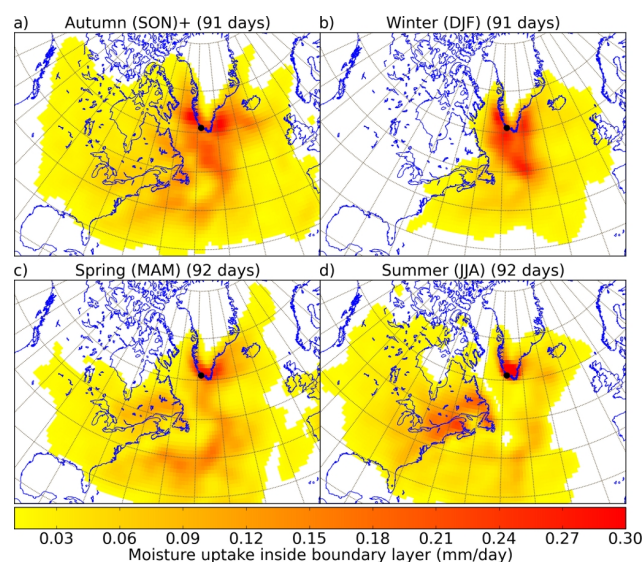 a) Autumn (SON)+ (91 days)
b) Winter (DJF) (91 days)
c) Spring (MAM) (92 days)
d) Summer (JJA) (92 days)
0.03 0.06 0.09 0.12 0.15 0.18 0.21 0.24 0.27 0.30
Moisture uptake inside boundary layer (mm/day)